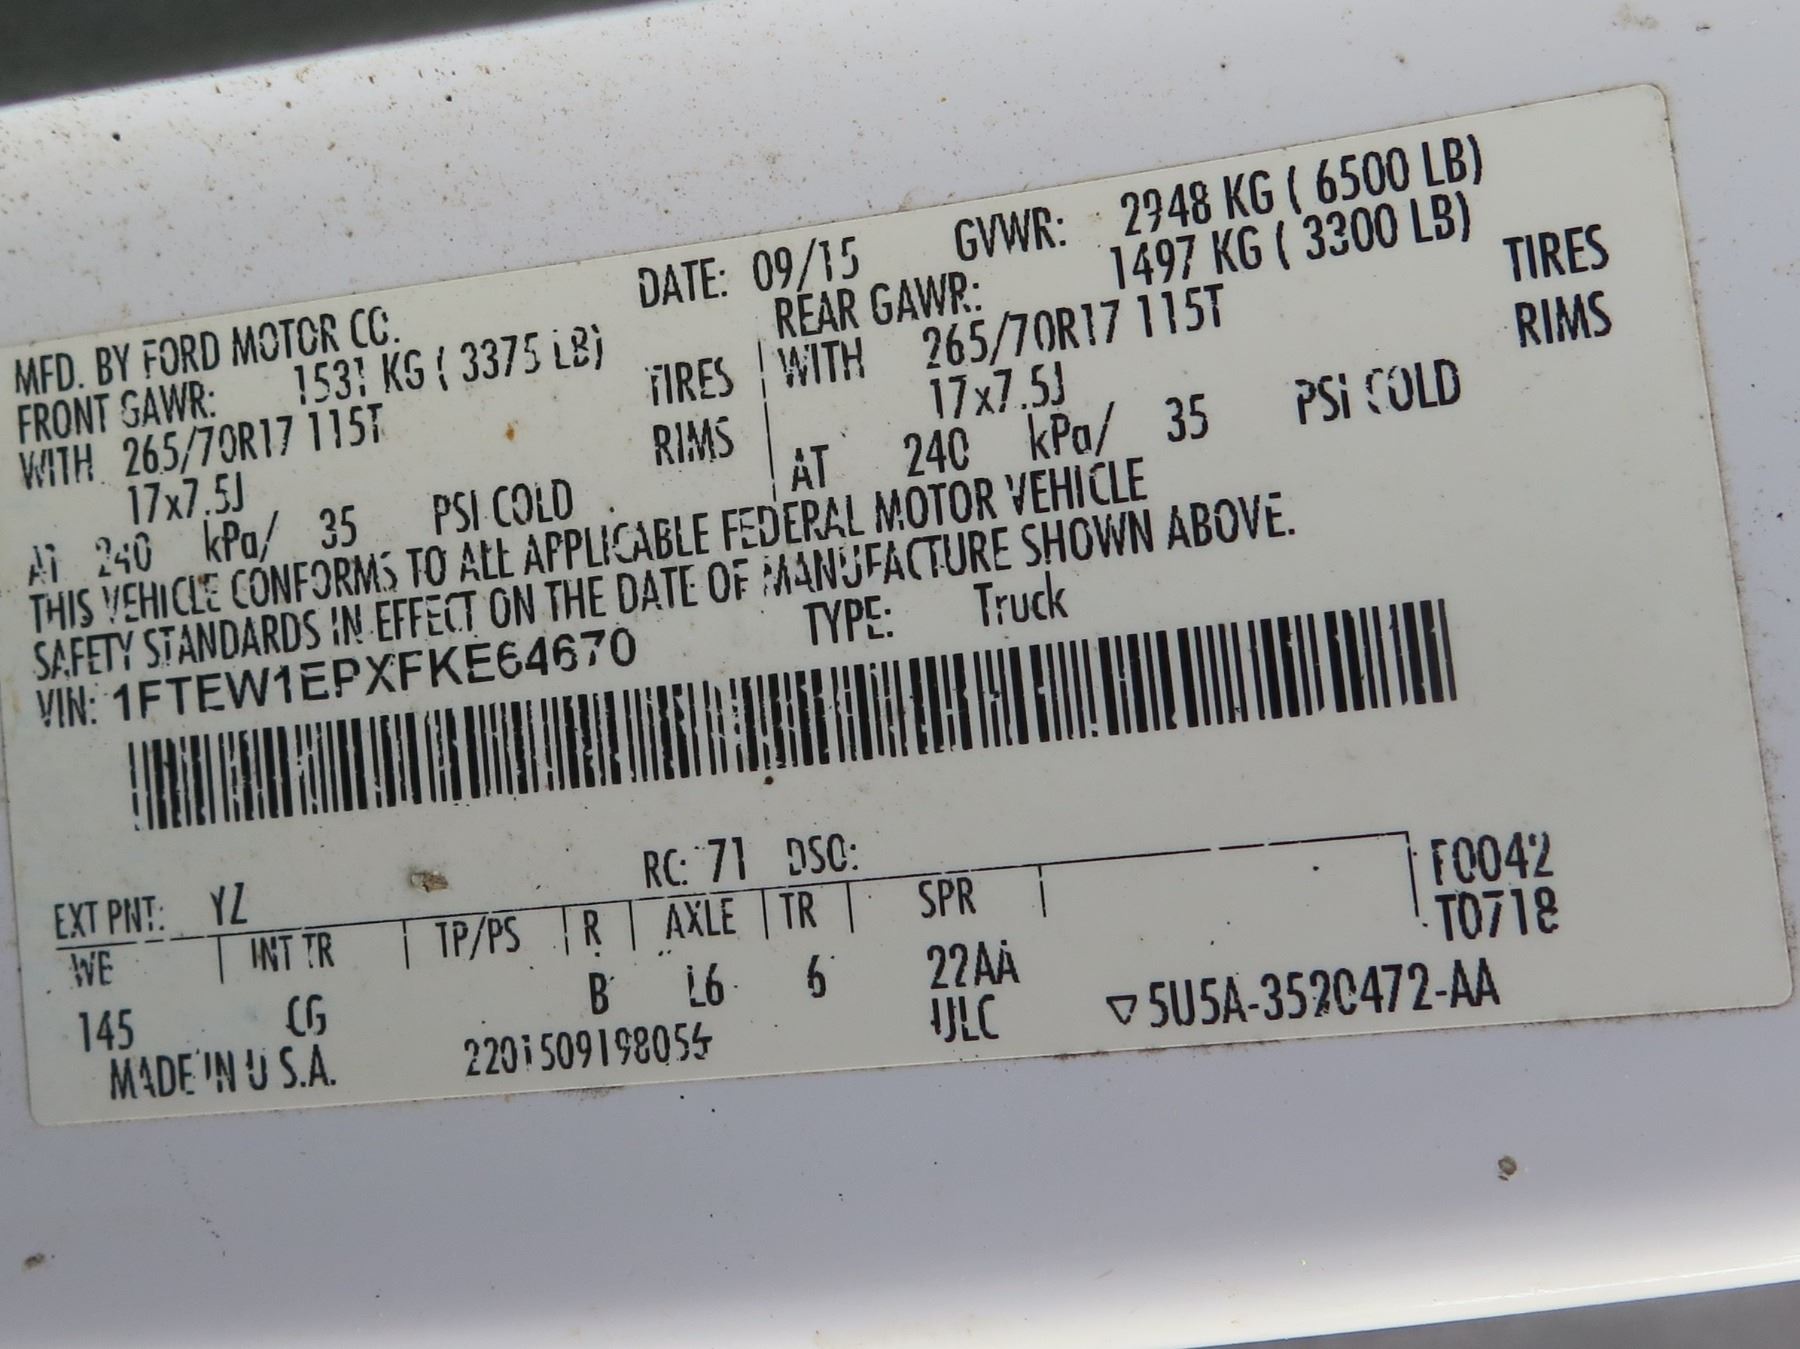 MFD. BY FORD MOTOR CO. DATE: 09/15 GVWR: 2948 KG ( 6500 LB)
FRONT GAWR: 1531 KG ( 3375 LB) REAR GAWR: 1497 KG ( 3300 LB)
WITH 265/70R17 115T TIRES WITH 265/70R17 115T TIRES
17x7.5J RIMS 17x7.5J RIMS
AT 240 kPa/ 35 PSI COLD AT 240 kPa/ 35 PSI COLD
THIS VEHICLE CONFORMS TO ALL APPLICABLE FEDERAL MOTOR VEHICLE
SAFETY STANDARDS IN EFFECT ON THE DATE OF MANUFACTURE SHOWN ABOVE.
VIN: 1FTEW1EPXFKE64670 TYPE: Truck
EXT PNT: YZ RC: 71 DSO: F0042
WB INT TR TP/PS R AXLE TR SPR T0718
145 CG B L6 6 22AA
MADE IN U.S.A. ULC ▽5U5A-3520472-AA